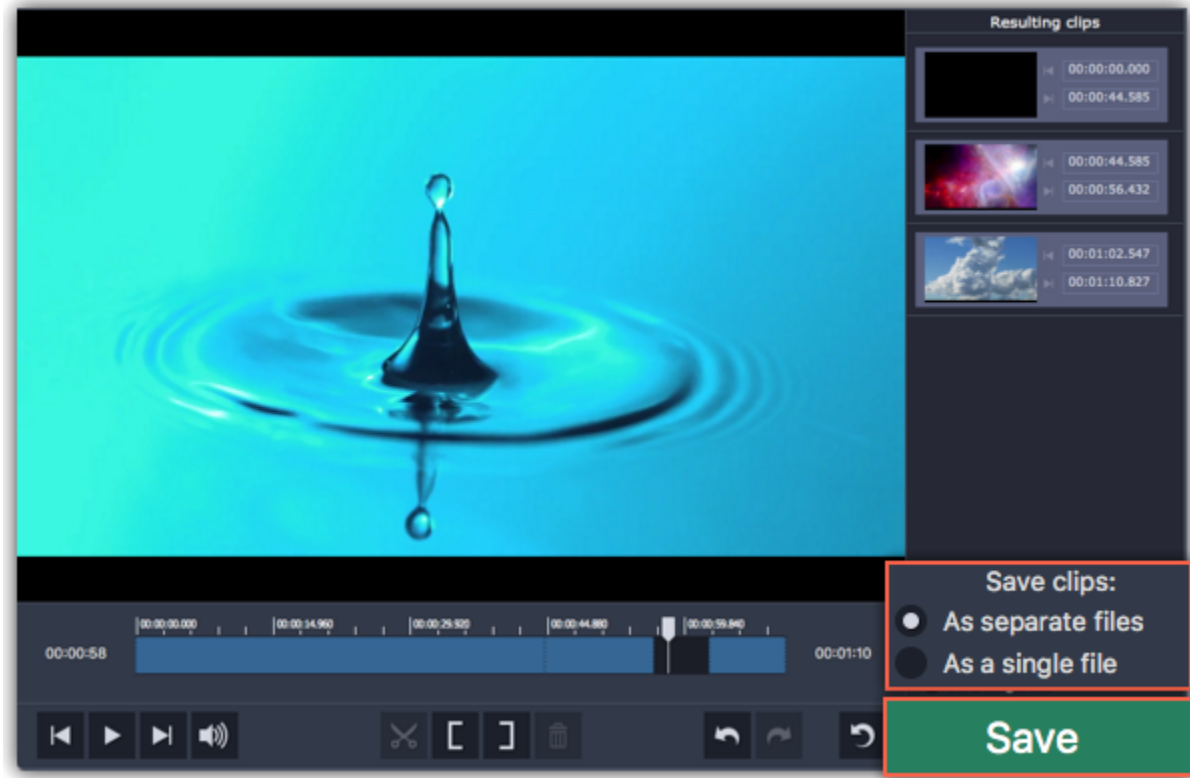 Resulting clips
00:00:00.000
00:00:44.585
00:00:44.585
00:00:56.432
00:01:02.547
00:01:10.827
Save clips:
As separate files
As a single file
00:00:00.000 00:00:14.960 00:00:29.920 00:00:44.880 00:00:59.840
00:00:58 00:01:10
Save